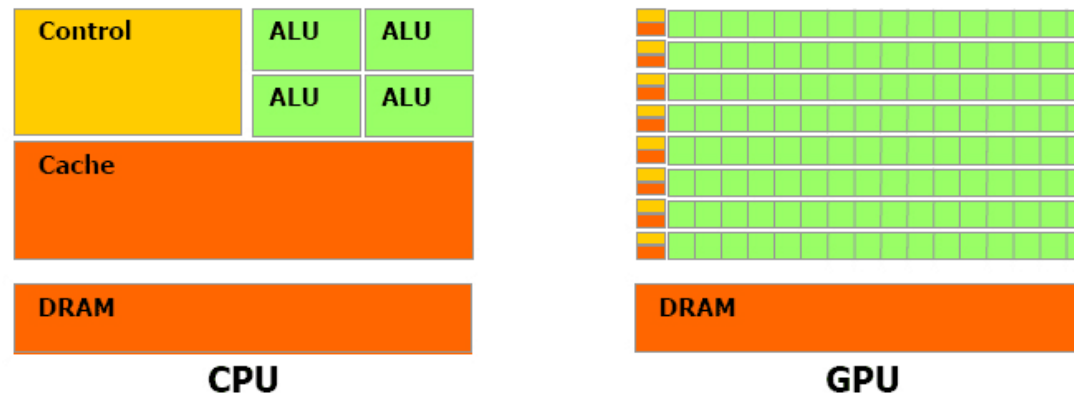 Control
ALU ALU
ALU ALU
Cache
DRAM
CPU
DRAM
GPU